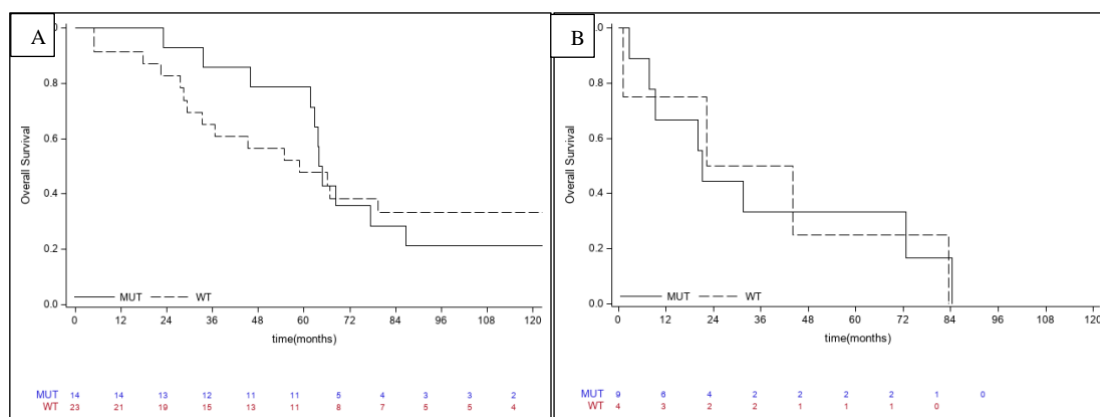 A
1.0
0.8
0.6
0.4
0.2
0.0
Overall Survival
MUT WT
0 12 24 36 48 60 72 84 96 108 120
time(months)
MUT 14 14 13 12 11 11 5 4 3 3 2
WT 23 21 19 15 13 11 8 7 5 5 4
B
0.8
0.6
0.4
0.2
0.0
Overall Survival
MUT WT
0 12 24 36 48 60 72 84 96 108 120
time(months)
MUT 9 6 4 2 2 2 2 1 0
WT 4 3 2 2 1 1 1 0